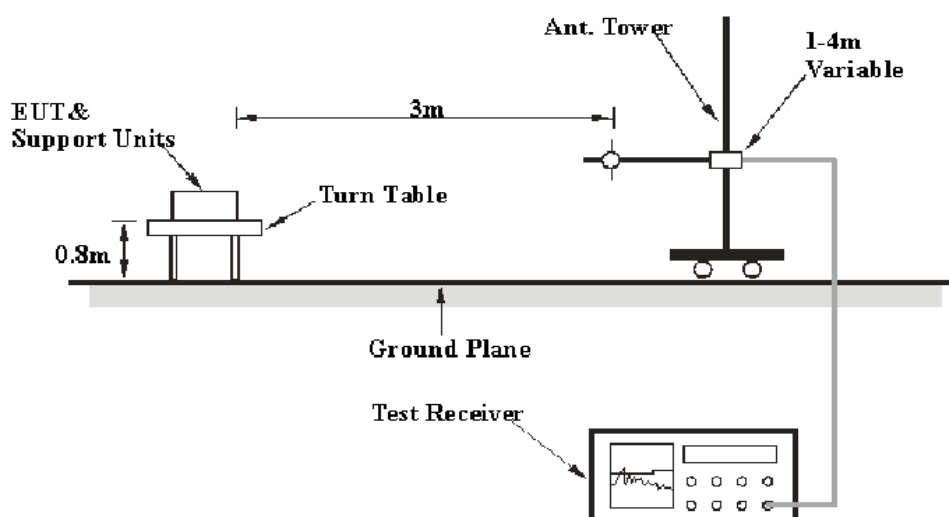 Ant. Tower
1-4m
Variable
EUT&
Support Units
3m
Turn Table
0.8m
Ground Plane
Test Receiver